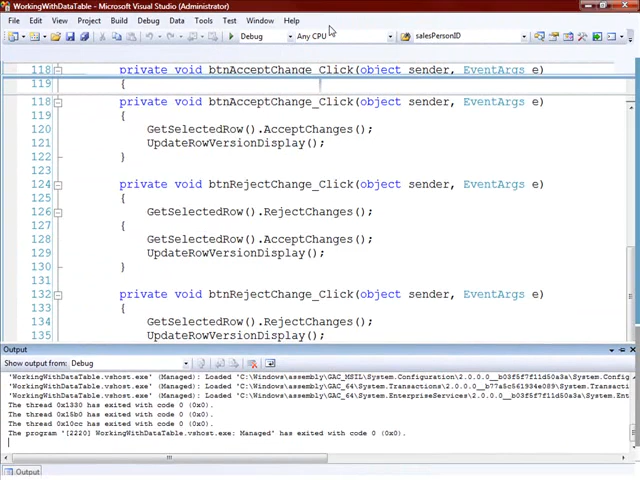 WorkingWithDataTable - Microsoft Visual Studio (Administrator)
File Edit View Project Build Debug Data Tools Test Window Help
Debug Any CPU salesPersonID
118 private void btnAcceptChange_Click(object sender, EventArgs e)
119 {
118 private void btnAcceptChange_Click(object sender, EventArgs e)
119 {
120 GetSelectedRow().AcceptChanges();
121 UpdateRowVersionDisplay();
122 }
123
124 private void btnRejectChange_Click(object sender, EventArgs e)
125 {
126 GetSelectedRow().RejectChanges();
127 {
128 GetSelectedRow().AcceptChanges();
129 UpdateRowVersionDisplay();
130 }
131
132 private void btnRejectChange_Click(object sender, EventArgs e)
133 {
134 GetSelectedRow().RejectChanges();
135 UpdateRowVersionDisplay();
Output
Show output from: Debug
'WorkingWithDataTable.vshost.exe' (Managed): Loaded 'C:\Windows\assembly\GAC_MSIL\System.Configuration\2.0.0.0__b03f5f7f11d50a3a\System.Config
'WorkingWithDataTable.vshost.exe' (Managed): Loaded 'C:\Windows\assembly\GAC_64\System.Transactions\2.0.0.0__b77a5c561934e089\System.Transacti
'WorkingWithDataTable.vshost.exe' (Managed): Loaded 'C:\Windows\assembly\GAC_64\System.EnterpriseServices\2.0.0.0__b03f5f7f11d50a3a\System.Ent
The thread 0x1330 has exited with code 0 (0x0).
The thread 0x15b0 has exited with code 0 (0x0).
The thread 0x10cc has exited with code 0 (0x0).
The program '[2220] WorkingWithDataTable.vshost.exe: Managed' has exited with code 0 (0x0).
Output